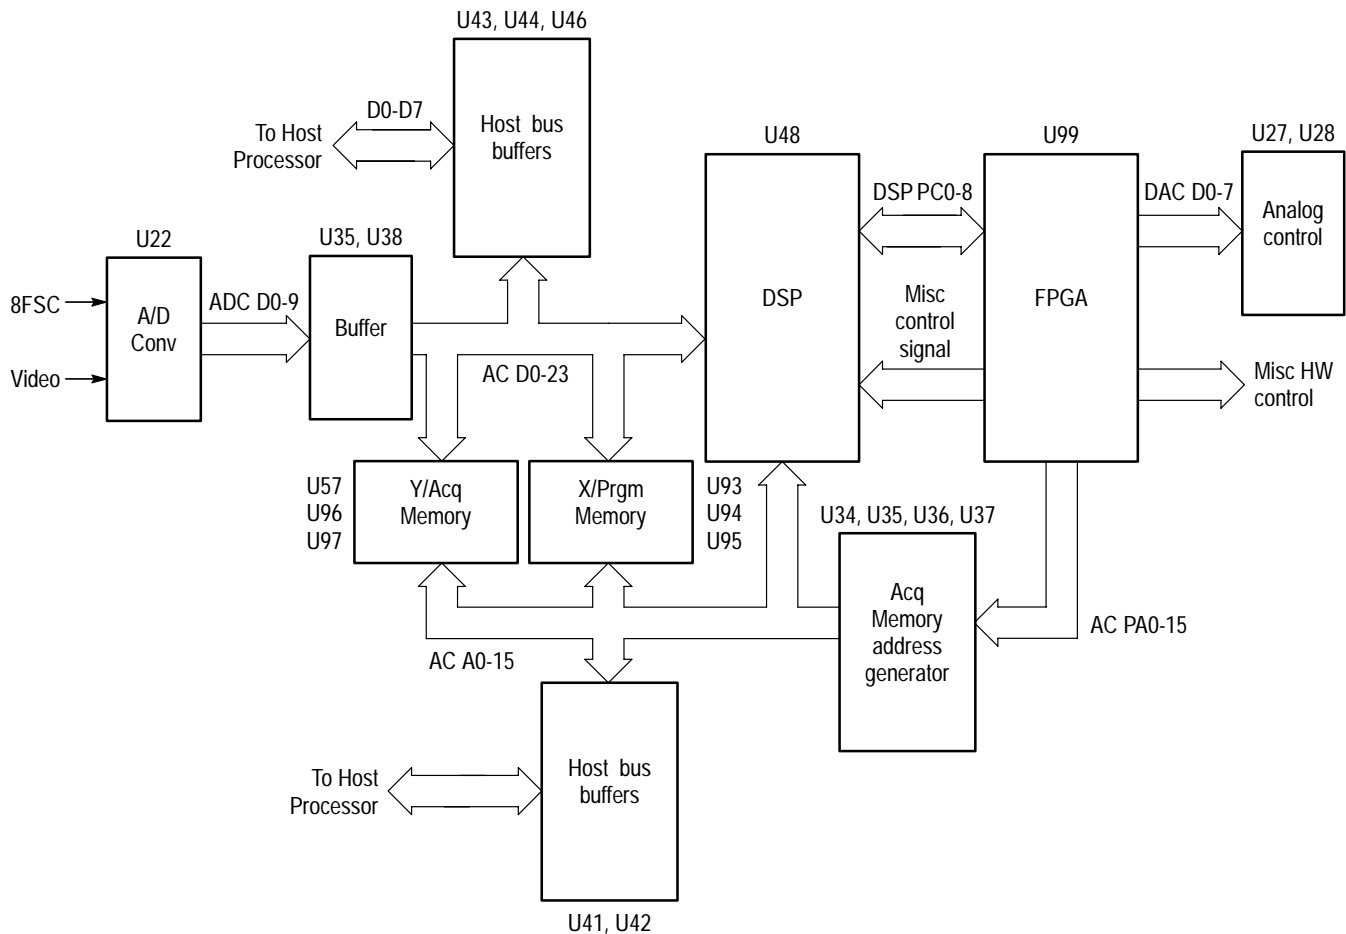 U43, U44, U46
D0-D7
To Host
Processor
Host bus
buffers
U48
U99
U27, U28
DSP PC0-8
DAC D0-7
Analog
control
U22
U35, U38
8FSC
Video
A/D
Conv
ADC D0-9
Buffer
AC D0-23
DSP
Misc
control
signal
FPGA
Misc HW
control
U57
U96
U97
Y/Acq
Memory
X/Prgm
Memory
U93
U94
U95
U34, U35, U36, U37
Acq
Memory
address
generator
AC PA0-15
AC A0-15
To Host
Processor
Host bus
buffers
U41, U42